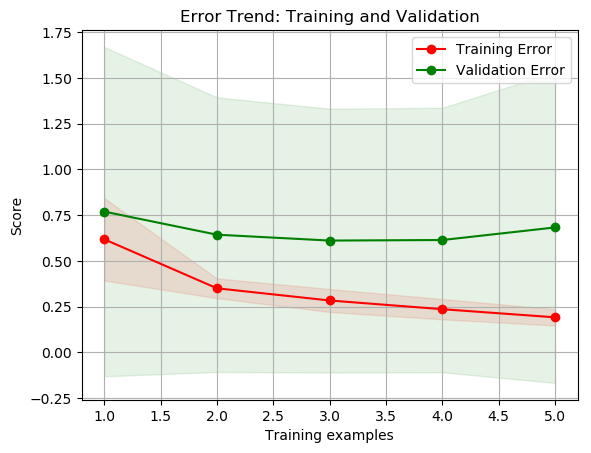 Error Trend: Training and Validation
Training Error
Validation Error
Score
1.75
1.50
1.25
1.00
0.75
0.50
0.25
0.00
−0.25
1.0 1.5 2.0 2.5 3.0 3.5 4.0 4.5 5.0
Training examples